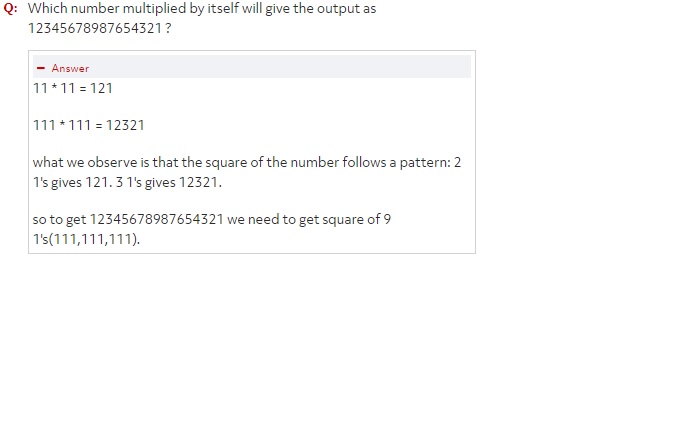 Q: Which number multiplied by itself will give the output as
12345678987654321 ?
− Answer
11 * 11 = 121
111 * 111 = 12321
what we observe is that the square of the number follows a pattern: 2
1's gives 121. 3 1's gives 12321.
so to get 12345678987654321 we need to get square of 9
1's(111,111,111).